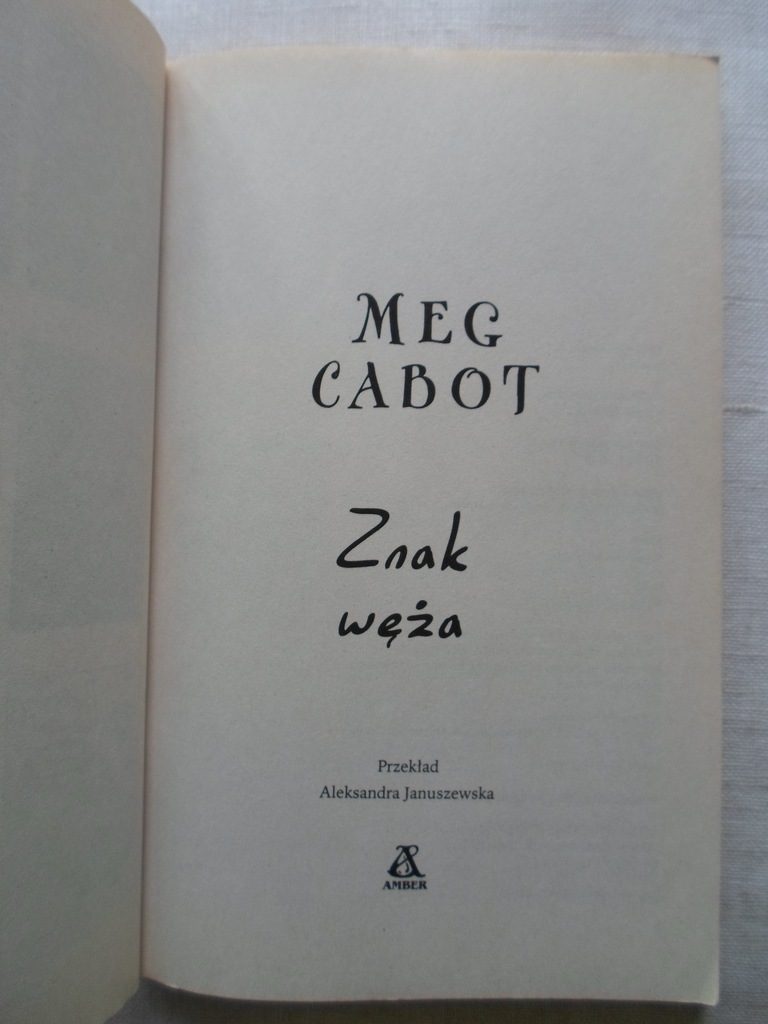 MEG
CABOT
Znak
węża
Przekład
Aleksandra Januszewska
AMBER